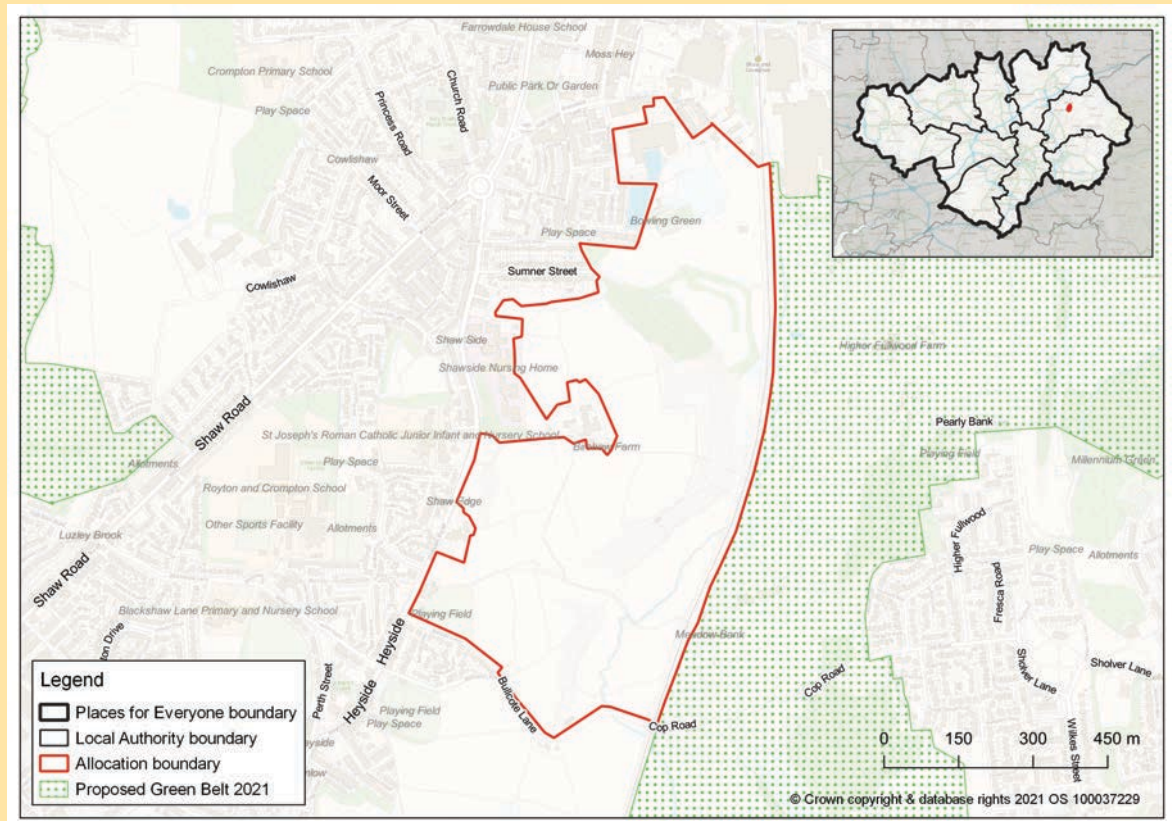 Farrowdale House School
Moss Hey
Crompton Primary School
Church Road
Public Park Or Garden
Play Space
Princess Road
Cowlishaw
Moor Street
Bowling Green
Play Space
Sumner Street
Cowlishaw
Shaw Side
Higher Fullwood Farm
Shawside Nursing Home
Shaw Road
Pearly Bank
St Joseph's Roman Catholic Junior Infant and Nursery School
Birshaw Farm
Playing Field
Millennium Green
Allotments
Play Space
Royton and Crompton School
Shaw Edge
Higher Fullwood
Luzley Brook
Other Sports Facility
Allotments
Play Space
Allotments
Shaw Road
Fresca Road
Blackshaw Lane Primary and Nursery School
Playing Field
Heyside
Meadow Bank
ton Drive
Perth Street
Sholver Lane
Sholver Lane
Cop Road
Bullcote Lane
Playing Field
Heyside
Play Space
Cop Road
Wilkes Street
Legend
Places for Everyone boundary
Local Authority boundary
Allocation boundary
Proposed Green Belt 2021
0 150 300 450 m
© Crown copyright & database rights 2021 OS 100037229